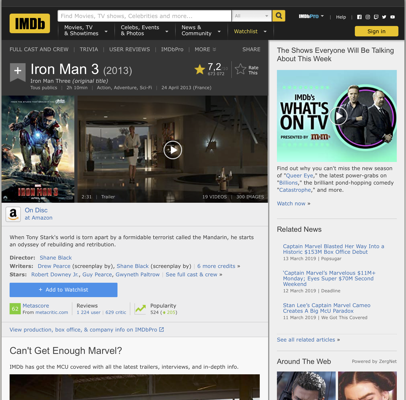 IMDb
Find Movies, TV shows, Celebrities and more...
All
IMDbPro
Help
Movies, TV & Showtimes
Celebs, Events & Photos
News & Community
Watchlist
Sign in
FULL CAST AND CREW | TRIVIA | USER REVIEWS | IMDbPro | MORE
SHARE
Iron Man 3 (2013)
Iron Man Three (original title)
Tous publics | 2h 10min | Action, Adventure, Sci-Fi | 24 April 2013 (France)
7,2
Rate This
IRON MAN 3
2:31 | Trailer
19 VIDEOS | 300 IMAGES
On Disc
at Amazon
When Tony Stark's world is torn apart by a formidable terrorist called the Mandarin, he starts
an odyssey of rebuilding and retribution.
Director: Shane Black
Writers: Drew Pearce (screenplay by), Shane Black (screenplay by) | 6 more credits »
Stars: Robert Downey Jr., Guy Pearce, Gwyneth Paltrow | See full cast & crew »
+ Add to Watchlist
62
Metascore
From metacritic.com
Reviews
1 224 user | 629 critic
Popularity
View production, box office, & company info on IMDbPro
Can't Get Enough Marvel?
IMDb has got the MCU covered with all the latest trailers, interviews, and in-depth info.
The Shows Everyone Will Be Talking
About This Week
IMDb's
WHAT'S
ON TV
PRESENTED BY M&M'S
Find out why you can't miss the new season
of "Queer Eye," the latest power-grabs on
"Billions," the brilliant pond-hopping comedy
"Catastrophe," and more.
Watch now »
Related News
Captain Marvel Blasted Her Way Into a
Historic $153M Box Office Debut
13 March 2019 | Popsugar
'Captain Marvel's Marvelous $11M+
Monday; Eyes Super $70M Second
Weekend
12 March 2019 | Deadline
Stan Lee's Captain Marvel Cameo
Creates A Big MCU Paradox
11 March 2019 | We Got This Covered
See all related articles »
Around The Web
Powered by ZergNet